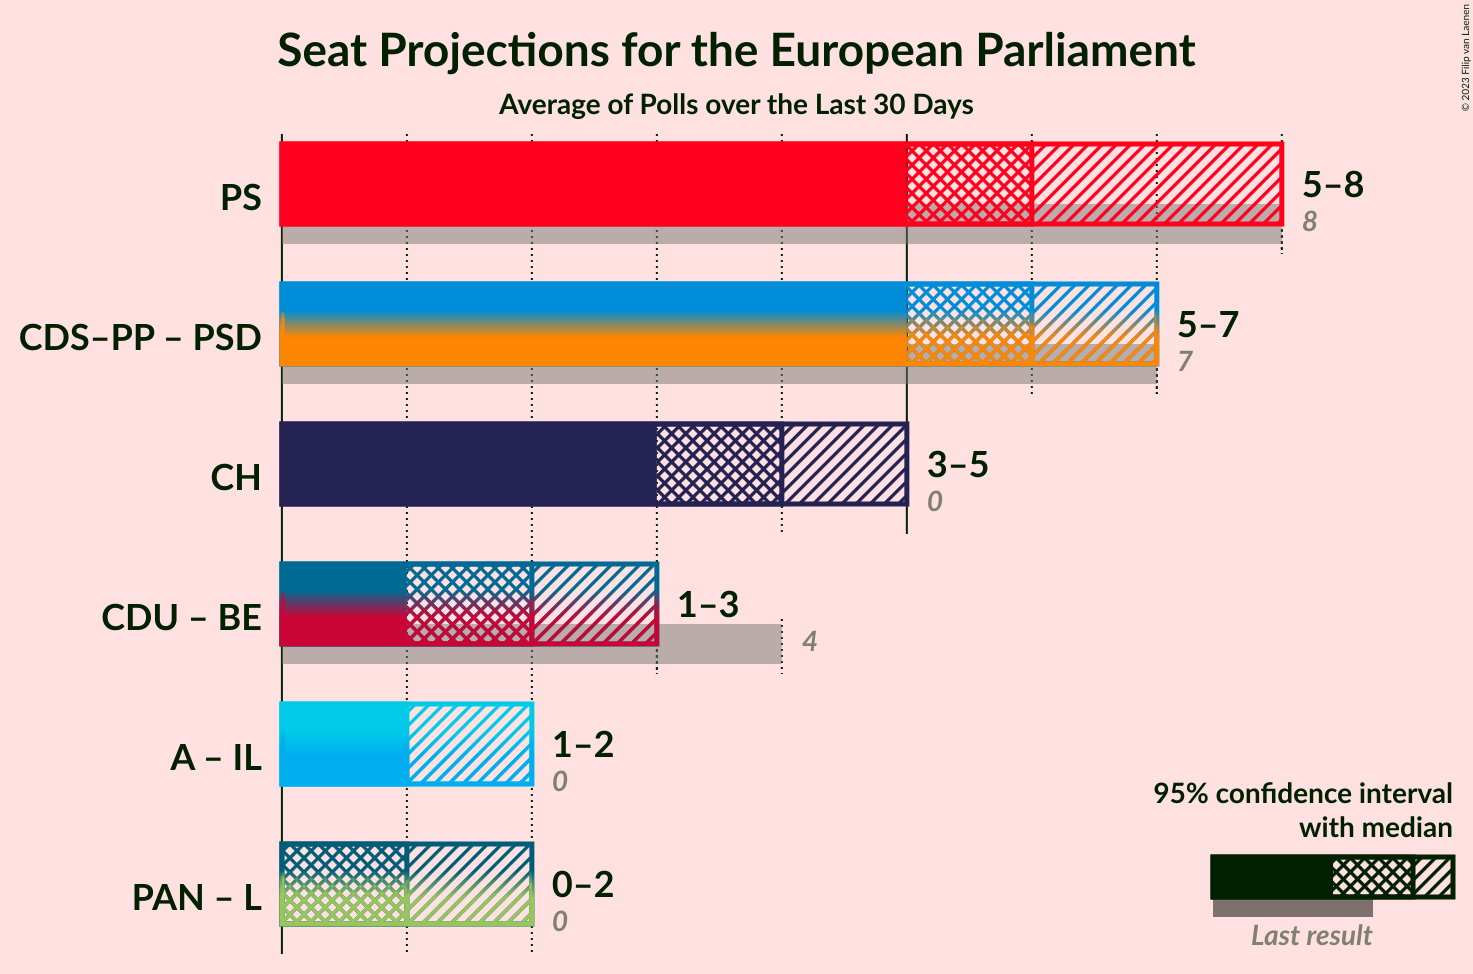 Seat Projections for the European Parliament
Average of Polls over the Last 30 Days
© 2023 Filip van Laenen
PS
5–8
8
CDS–PP – PSD
5–7
7
CH
3–5
0
CDU – BE
1–3
4
A – IL
1–2
0
PAN – L
0–2
0
95% confidence interval
with median
Last result